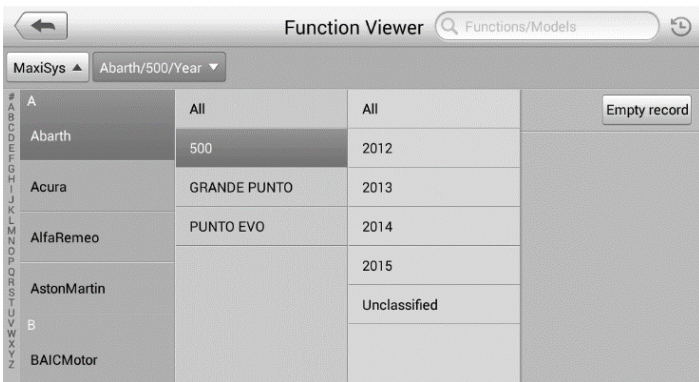 Function Viewer
Functions/Models
MaxiSys ▲
Abarth/500/Year ▼
#
A
B
C
D
E
F
G
H
I
J
K
L
M
N
O
P
Q
R
S
T
U
V
W
X
Y
Z
A
Abarth
Acura
AlfaRemeo
AstonMartin
B
BAICMotor
All
500
GRANDE PUNTO
PUNTO EVO
All
2012
2013
2014
2015
Unclassified
Empty record